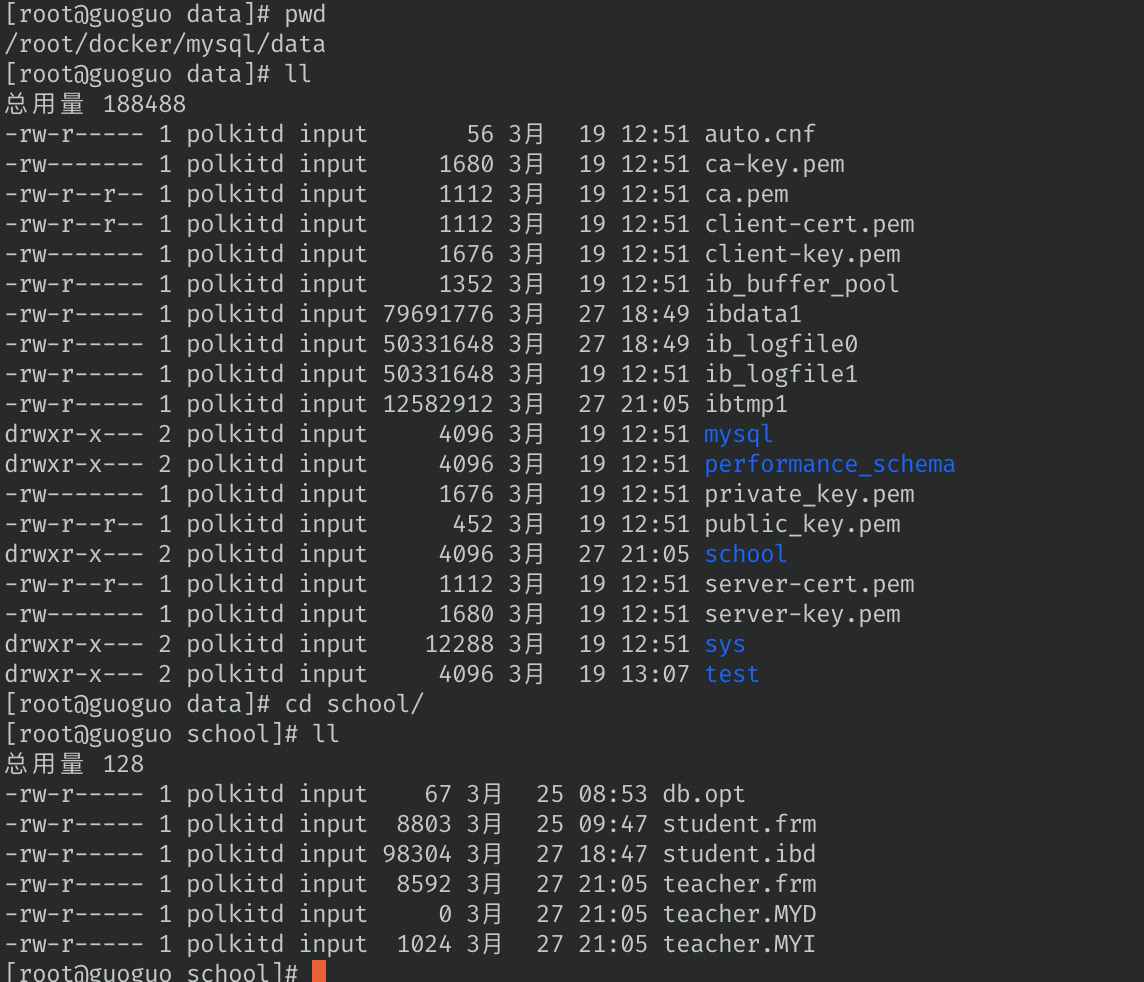 [root@guoguo data]# pwd
/root/docker/mysql/data
[root@guoguo data]# ll
总用量 188488
-rw-r----- 1 polkitd input       56 3月  19 12:51 auto.cnf
-rw------- 1 polkitd input     1680 3月  19 12:51 ca-key.pem
-rw-r--r-- 1 polkitd input     1112 3月  19 12:51 ca.pem
-rw-r--r-- 1 polkitd input     1112 3月  19 12:51 client-cert.pem
-rw------- 1 polkitd input     1676 3月  19 12:51 client-key.pem
-rw-r----- 1 polkitd input     1352 3月  19 12:51 ib_buffer_pool
-rw-r----- 1 polkitd input 79691776 3月  27 18:49 ibdata1
-rw-r----- 1 polkitd input 50331648 3月  27 18:49 ib_logfile0
-rw-r----- 1 polkitd input 50331648 3月  19 12:51 ib_logfile1
-rw-r----- 1 polkitd input 12582912 3月  27 21:05 ibtmp1
drwxr-x--- 2 polkitd input     4096 3月  19 12:51 mysql
drwxr-x--- 2 polkitd input     4096 3月  19 12:51 performance_schema
-rw------- 1 polkitd input     1676 3月  19 12:51 private_key.pem
-rw-r--r-- 1 polkitd input      452 3月  19 12:51 public_key.pem
drwxr-x--- 2 polkitd input     4096 3月  27 21:05 school
-rw-r--r-- 1 polkitd input     1112 3月  19 12:51 server-cert.pem
-rw------- 1 polkitd input     1680 3月  19 12:51 server-key.pem
drwxr-x--- 2 polkitd input    12288 3月  19 12:51 sys
drwxr-x--- 2 polkitd input     4096 3月  19 13:07 test
[root@guoguo data]# cd school/
[root@guoguo school]# ll
总用量 128
-rw-r----- 1 polkitd input    67 3月  25 08:53 db.opt
-rw-r----- 1 polkitd input  8803 3月  25 09:47 student.frm
-rw-r----- 1 polkitd input 98304 3月  27 18:47 student.ibd
-rw-r----- 1 polkitd input  8592 3月  27 21:05 teacher.frm
-rw-r----- 1 polkitd input     0 3月  27 21:05 teacher.MYD
-rw-r----- 1 polkitd input  1024 3月  27 21:05 teacher.MYI
[root@guoguo school]#